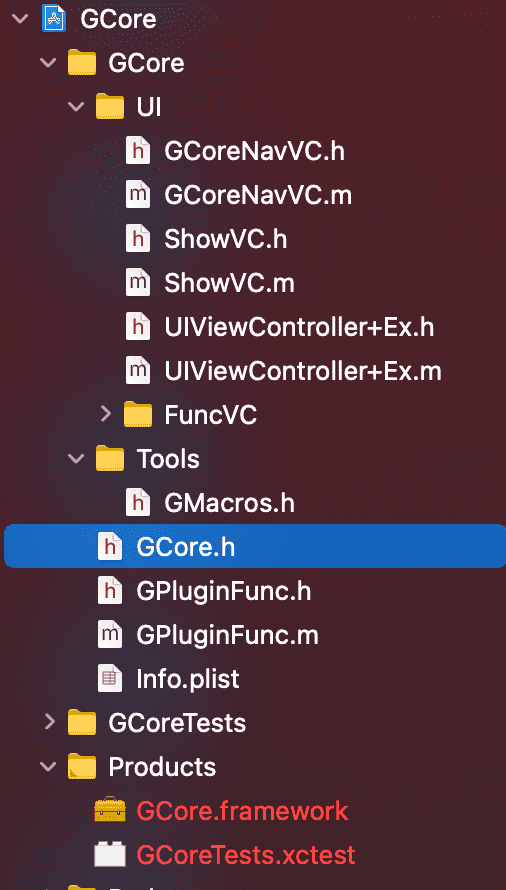 GCore
GCore
UI
h GCoreNavVC.h
m GCoreNavVC.m
h ShowVC.h
m ShowVC.m
h UIViewController+Ex.h
m UIViewController+Ex.m
FuncVC
Tools
h GMacros.h
h GCore.h
h GPluginFunc.h
m GPluginFunc.m
Info.plist
GCoreTests
Products
GCore.framework
GCoreTests.xctest